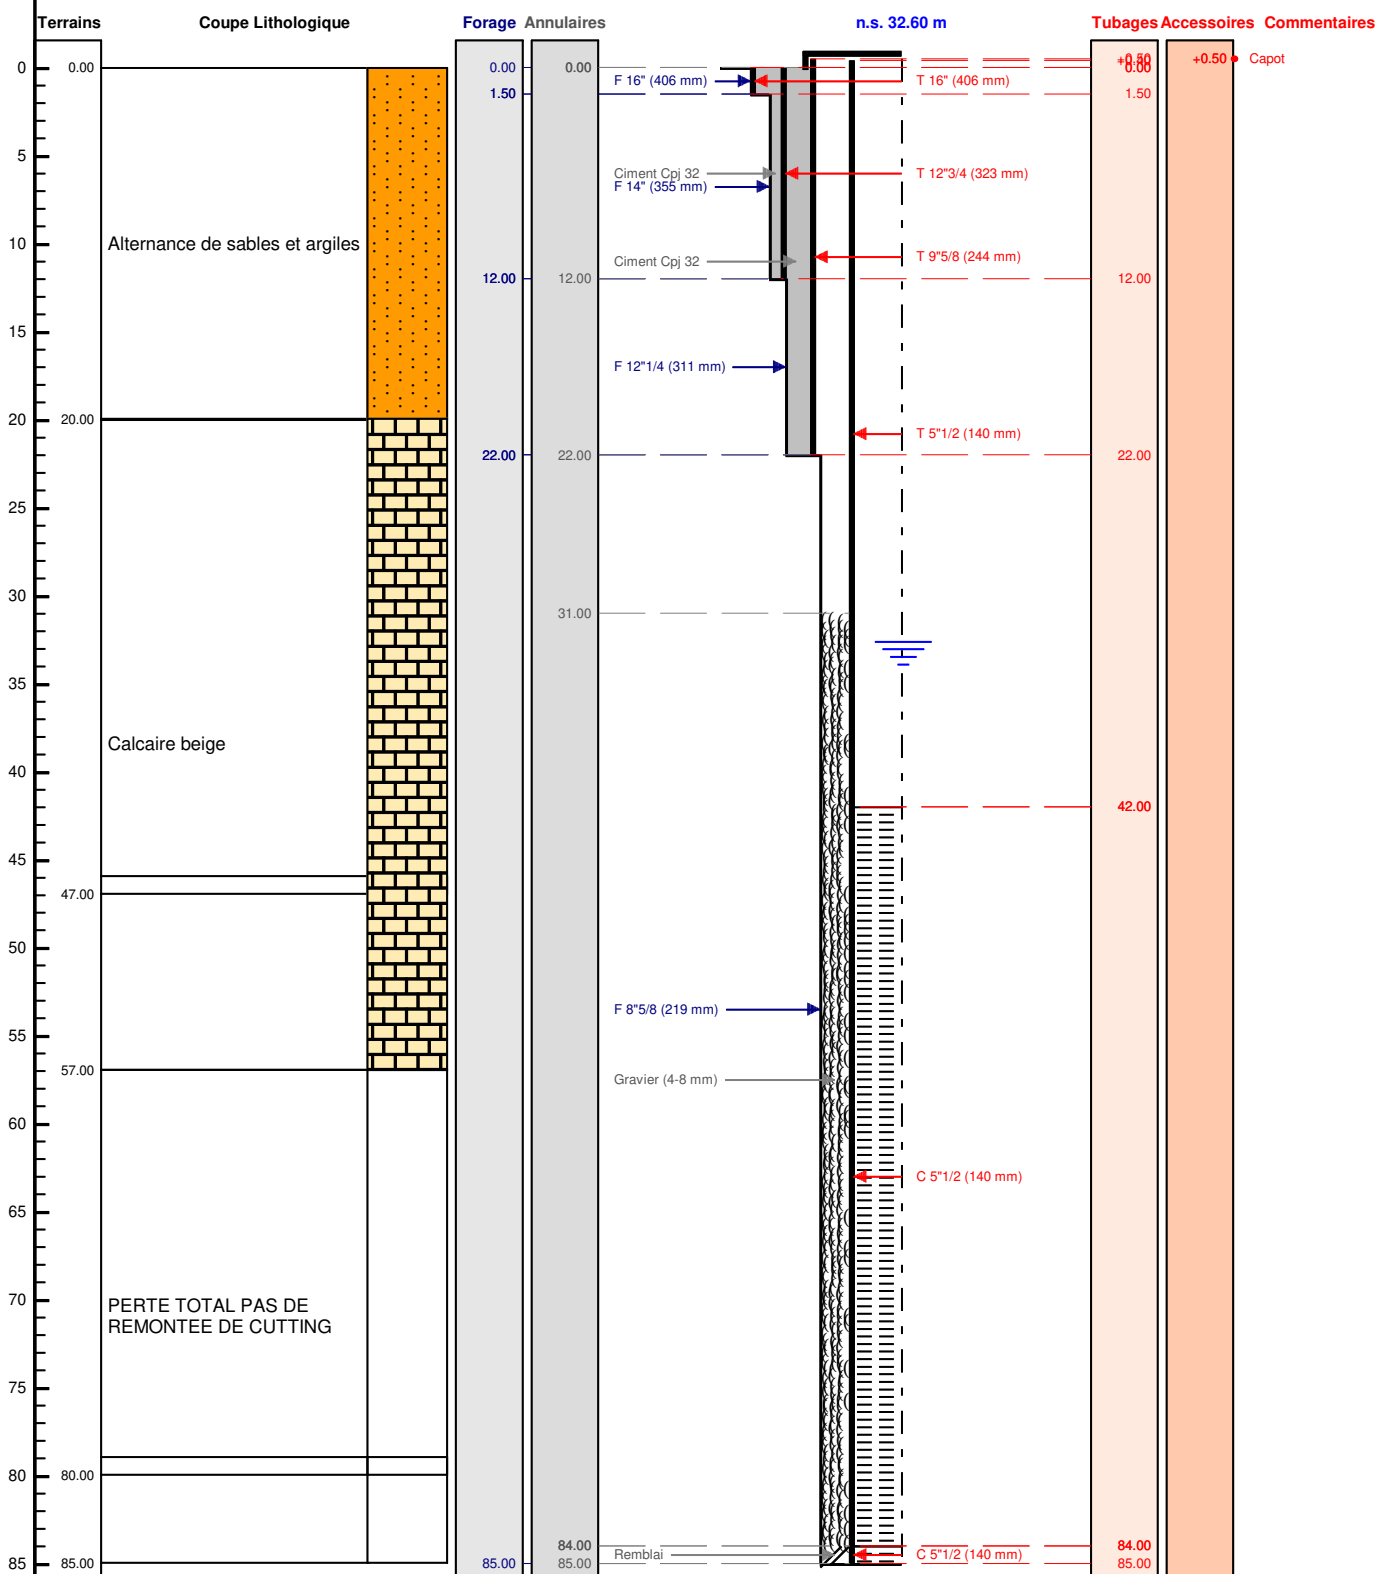 Terrains Coupe Lithologique Forage Annulaires n.s. 32.60 m Tubages Accessoires Commentaires
+0.50 Capot
0 0.00 0.00 0.00 0.00
F 16" (406 mm) T 16" (406 mm)
1.50 1.50
5
Ciment Cpj 32 T 12"3/4 (323 mm)
F 14" (355 mm)
10 Alternance de sables et argiles
T 9"5/8 (244 mm)
Ciment Cpj 32
12.00 12.00 12.00
15
F 12"1/4 (311 mm)
20 20.00
T 5"1/2 (140 mm)
22.00 22.00 22.00
25
30
31.00
35
Calcaire beige
40
42.00
45
47.00
50
F 8"5/8 (219 mm)
55
57.00
Gravier (4-8 mm)
60
C 5"1/2 (140 mm)
65
70
PERTE TOTAL PAS DE
REMONTEE DE CUTTING
75
80 80.00
84.00 84.00
Remblai C 5"1/2 (140 mm)
85 85.00 85.00 85.00 85.00